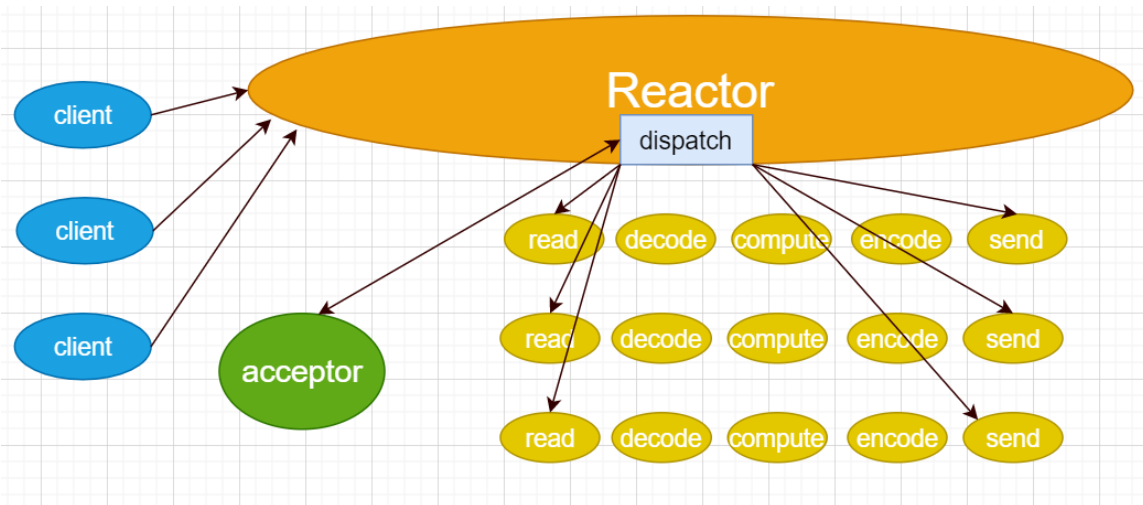 Reactor
dispatch
client
client
client
acceptor
read decode compute encode send
read decode compute encode send
read decode compute encode send